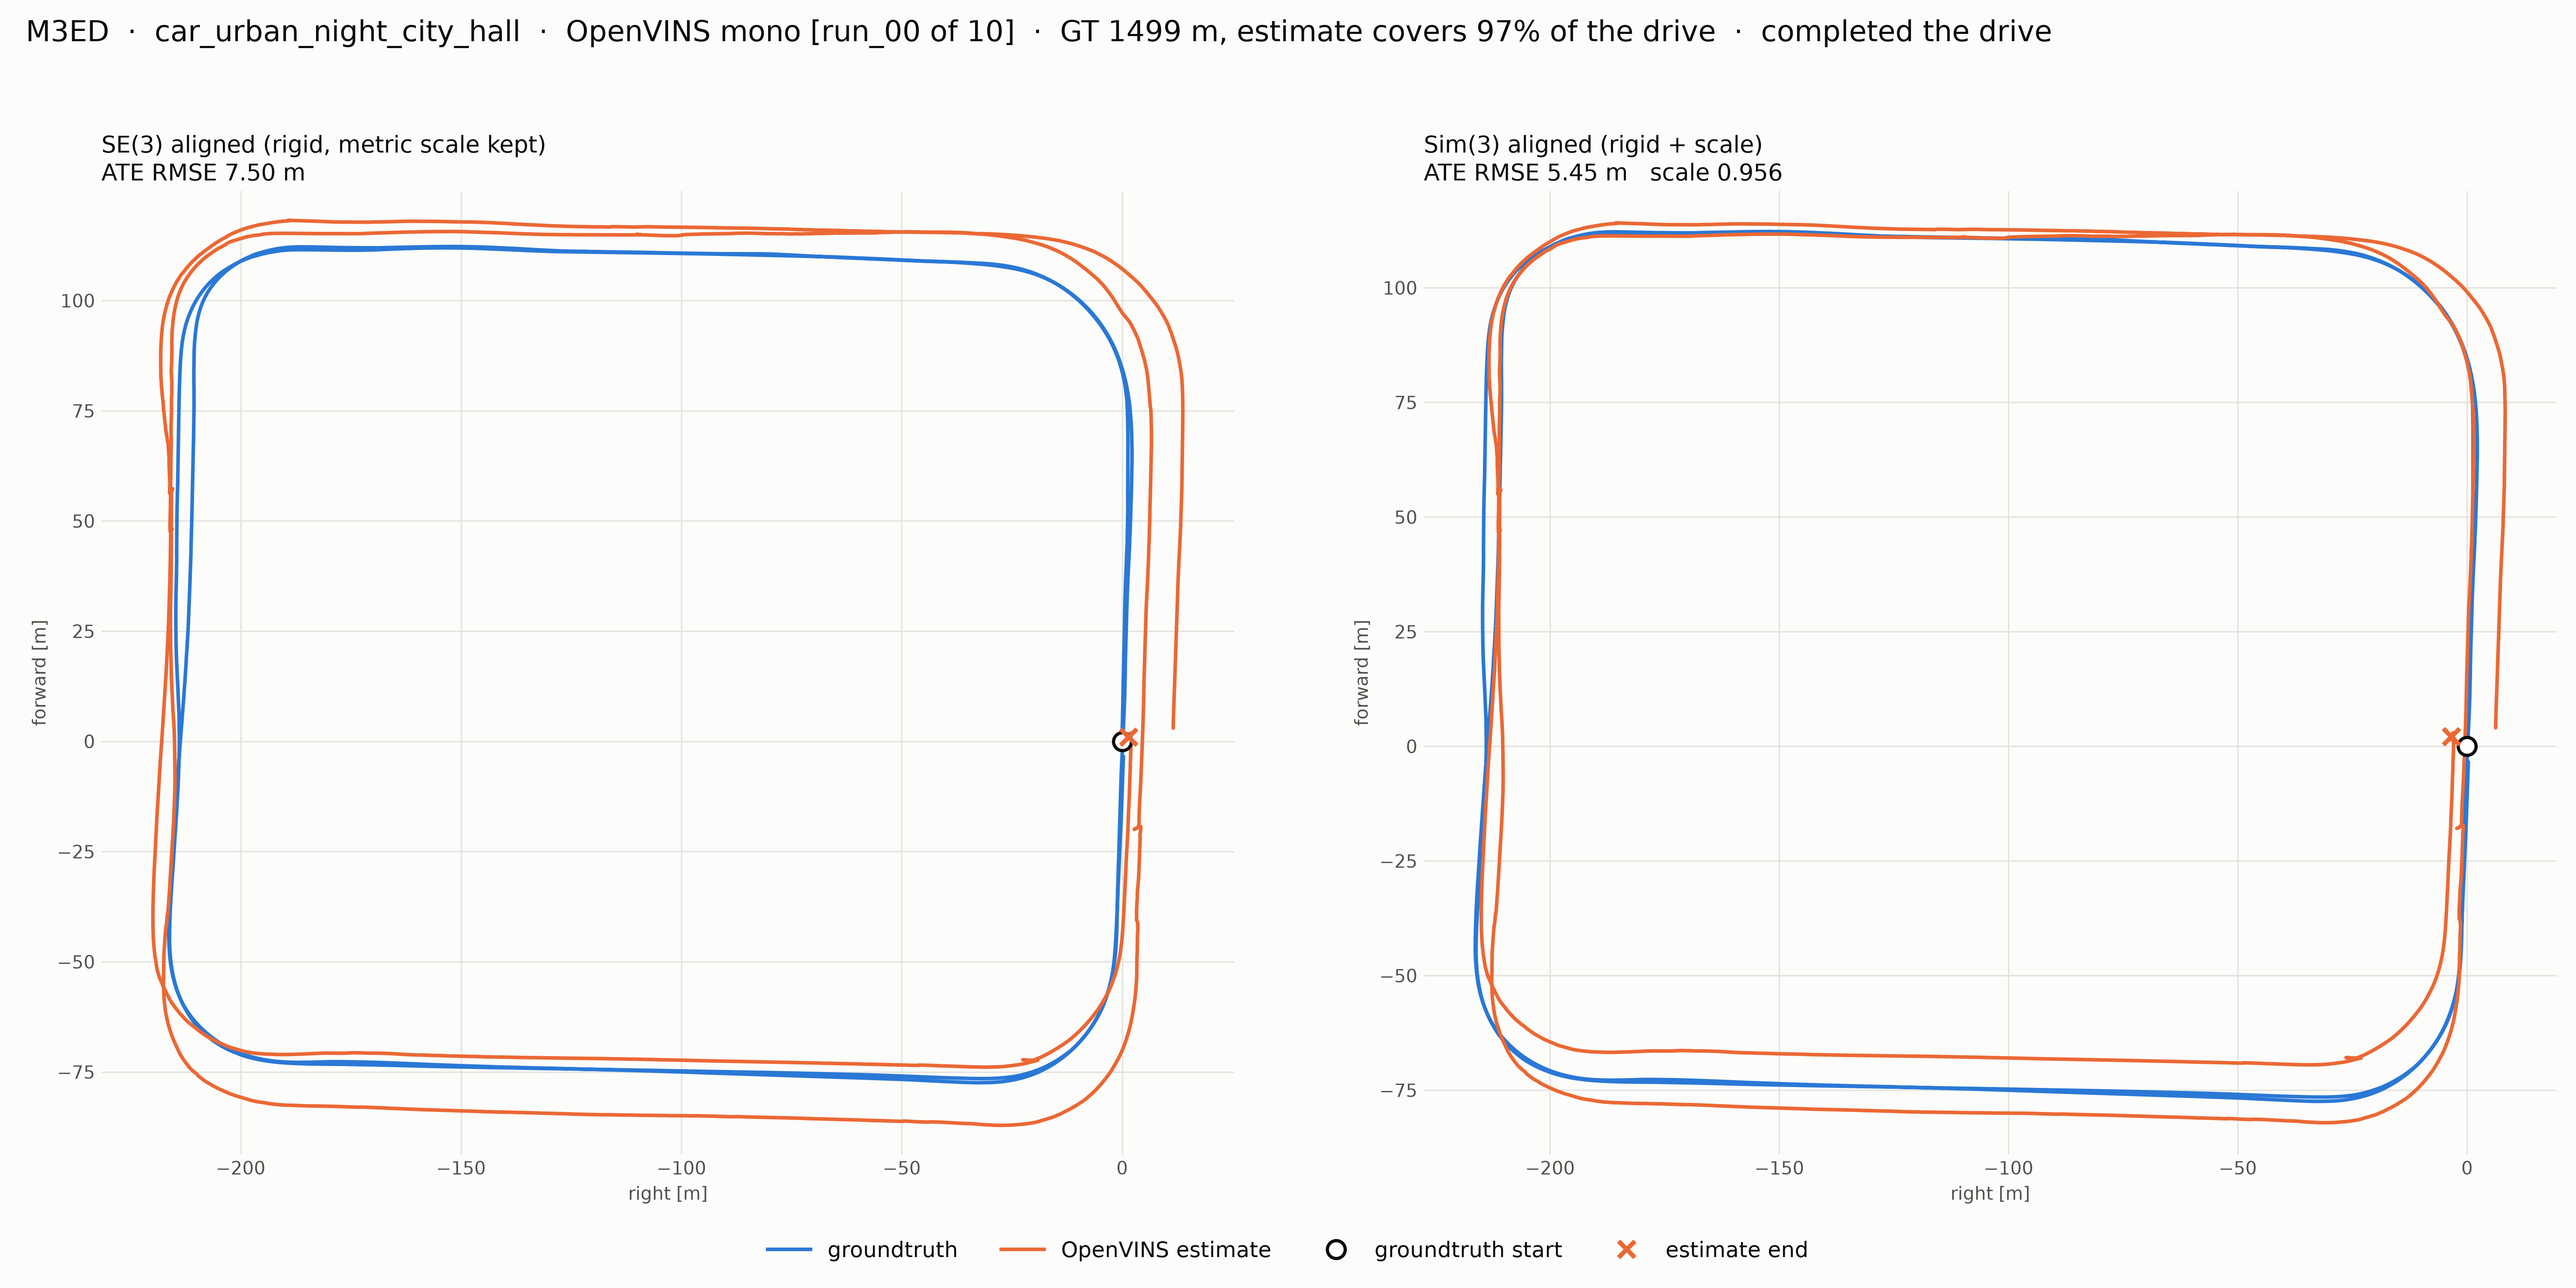 M3ED · car_urban_night_city_hall · OpenVINS mono [run_00 of 10] · GT 1499 m, estimate covers 97% of the drive · completed the drive
SE(3) aligned (rigid, metric scale kept)
ATE RMSE 7.50 m
100
75
50
25
0
−25
−50
−75
forward [m]
−200
−150
−100
−50
0
right [m]
Sim(3) aligned (rigid + scale)
ATE RMSE 5.45 m   scale 0.956
100
75
50
25
0
−25
−50
−75
forward [m]
−200
−150
−100
−50
0
right [m]
groundtruth
OpenVINS estimate
groundtruth start
estimate end